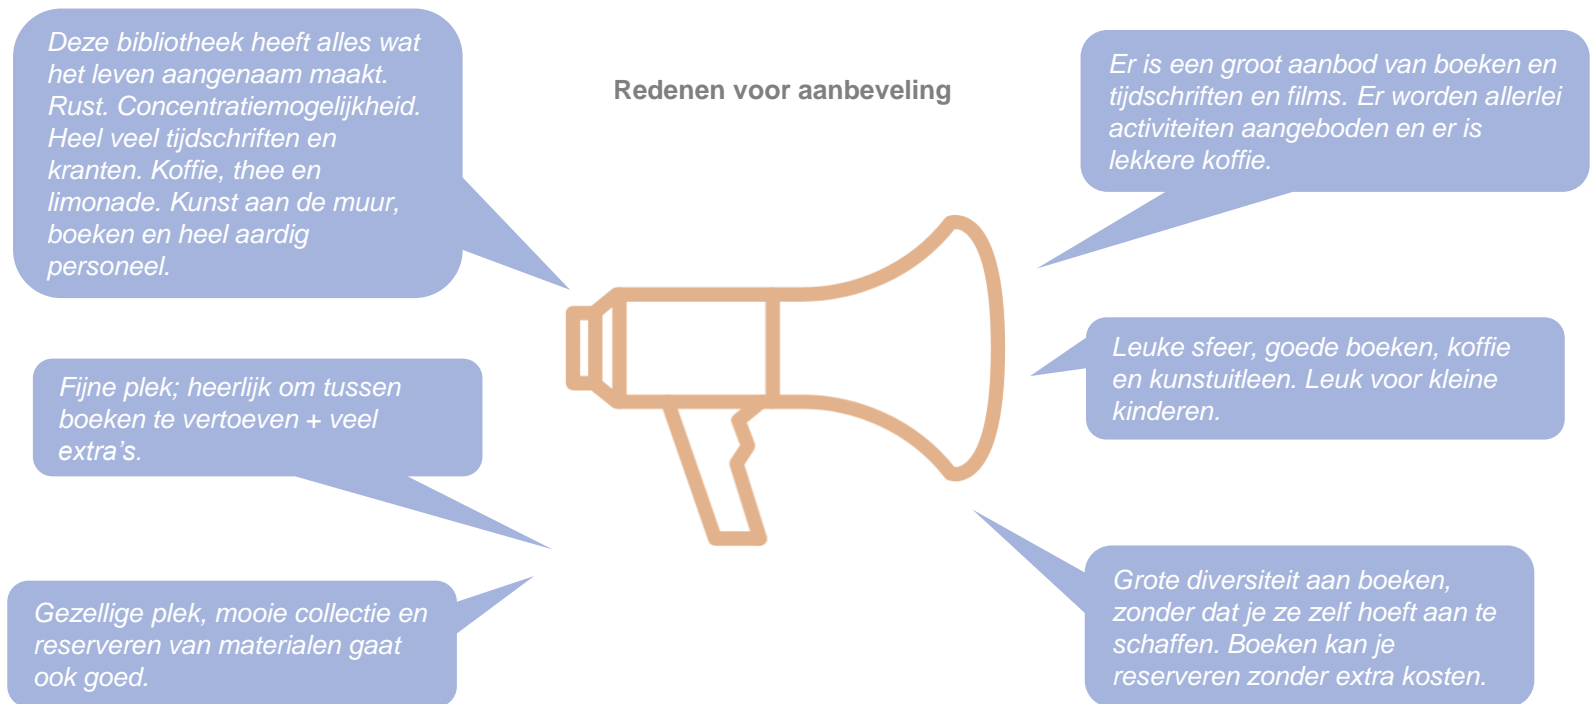 Redenen voor aanbeveling
Deze bibliotheek heeft alles wat
het leven aangenaam maakt.
Rust. Concentratiemogelijkheid.
Heel veel tijdschriften en
kranten. Koffie, thee en
limonade. Kunst aan de muur,
boeken en heel aardig
personeel.
Fijne plek; heerlijk om tussen
boeken te vertoeven + veel
extra’s.
Gezellige plek, mooie collectie en
reserveren van materialen gaat
ook goed.
Er is een groot aanbod van boeken en
tijdschriften en films. Er worden allerlei
activiteiten aangeboden en er is
lekkere koffie.
Leuke sfeer, goede boeken, koffie
en kunstuitleen. Leuk voor kleine
kinderen.
Grote diversiteit aan boeken,
zonder dat je ze zelf hoeft aan te
schaffen. Boeken kan je
reserveren zonder extra kosten.